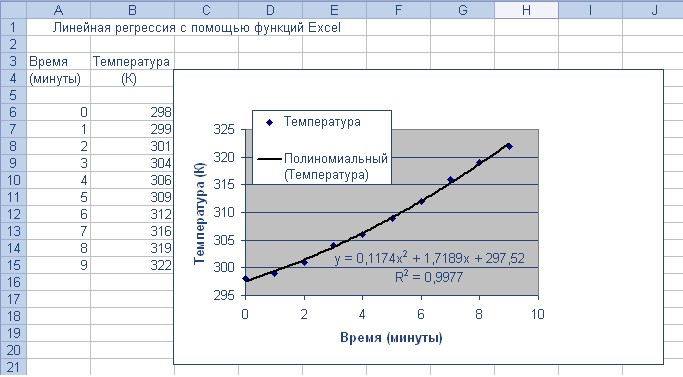 A B C D E F G H I J
1 Линейная регрессия с помощью функций Excel
2
3 Время Температура
4 (минуты) (К)
5
6 0 298
7 1 299
8 2 301
9 3 304
10 4 306
11 5 309
12 6 312
13 7 316
14 8 319
15 9 322
16
17
18
19
20
21
Температура
Полиномиальный
(Температура)
325
320
315
310
305
300
295
Температура (К)
y = 0,1174x² + 1,7189x + 297,52
R² = 0,9977
0 2 4 6 8 10
Время (минуты)